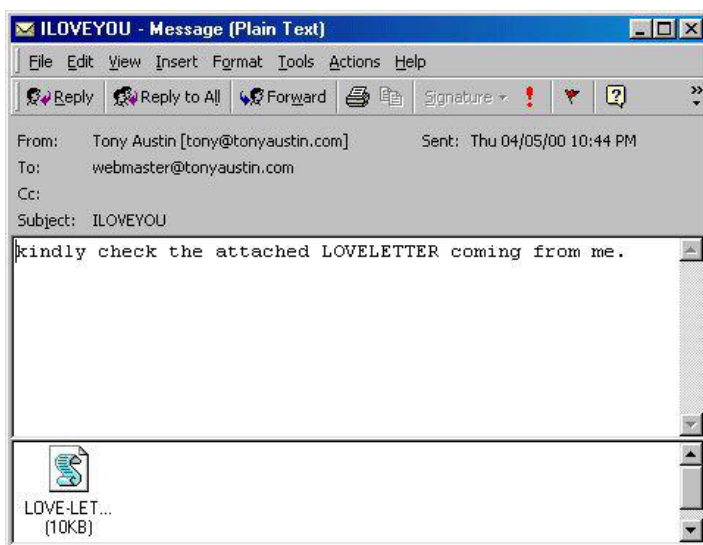 ILOVEYOU - Message (Plain Text)
File Edit View Insert Format Tools Actions Help
Reply Reply to All Forward Signature
From: Tony Austin [tony@tonyaustin.com] Sent: Thu 04/05/00 10:44 PM
To: webmaster@tonyaustin.com
Cc:
Subject: ILOVEYOU
kindly check the attached LOVELETTER coming from me.
LOVE-LET...
(10KB)